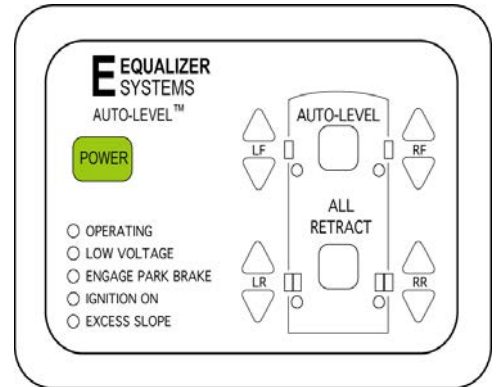 E EQUALIZER
SYSTEMS
AUTO-LEVEL™
POWER
OPERATING
LOW VOLTAGE
ENGAGE PARK BRAKE
IGNITION ON
EXCESS SLOPE
AUTO-LEVEL
LF
RF
ALL
RETRACT
LR
RR